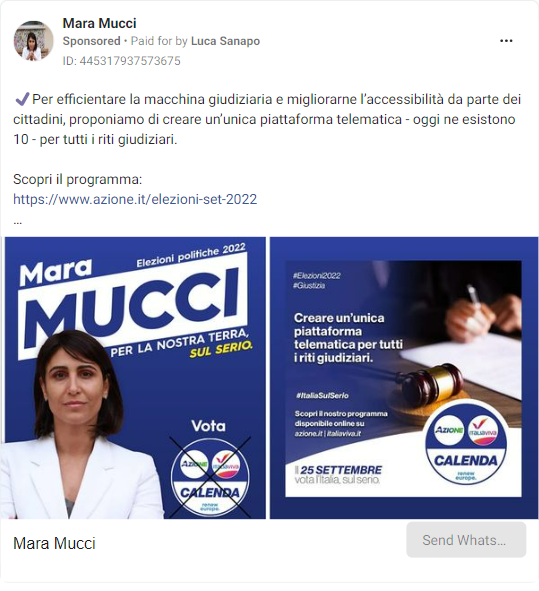 Mara Mucci
Sponsored • Paid for by Luca Sanapo
ID: 445317937573675
Per efficientare la macchina giudiziaria e migliorarne l'accessibilità da parte dei
cittadini, proponiamo di creare un'unica piattaforma telematica - oggi ne esistono
10 - per tutti i riti giudiziari.
Scopri il programma:
https://www.azione.it/elezioni-set-2022
...
Elezioni politiche 2022
Mara
MUCCI
PER LA NOSTRA TERRA,
SUL SERIO.
Vota
AZIONE
ITALIAVIVA
CALENDA
renew
europe.
#Elezioni2022
#Giustizia
Creare un'unica
piattaforma
telematica per tutti
i riti giudiziari.
#ItaliaSulSerio
Scopri il nostro programma
disponibile online su
azione.it | italiaviva.it
Il 25 SETTEMBRE
vota l'Italia, sul serio.
AZIONE
ITALIAVIVA
CALENDA
renew
europe.
Mara Mucci
Send Whats...